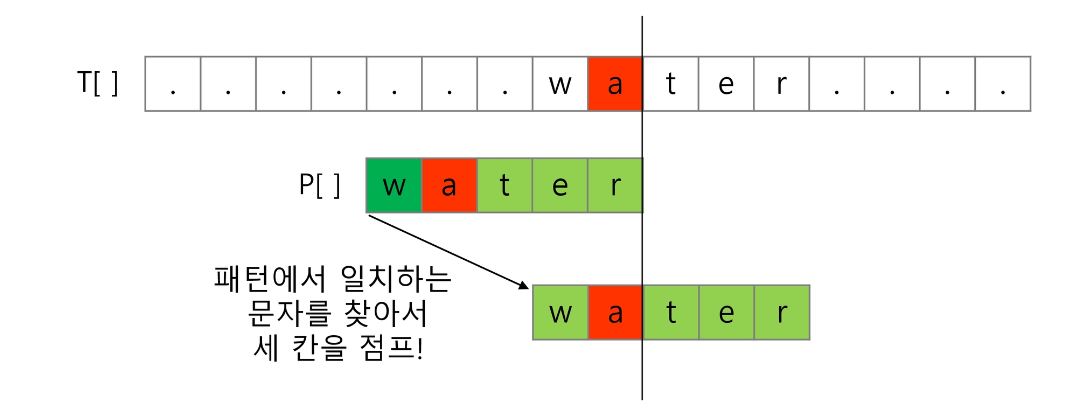 T[ ] . . . . . . . w a t e r . . . .
P[ ] w a t e r
w a t e r
패턴에서 일치하는
문자를 찾아서
세 칸을 점프!